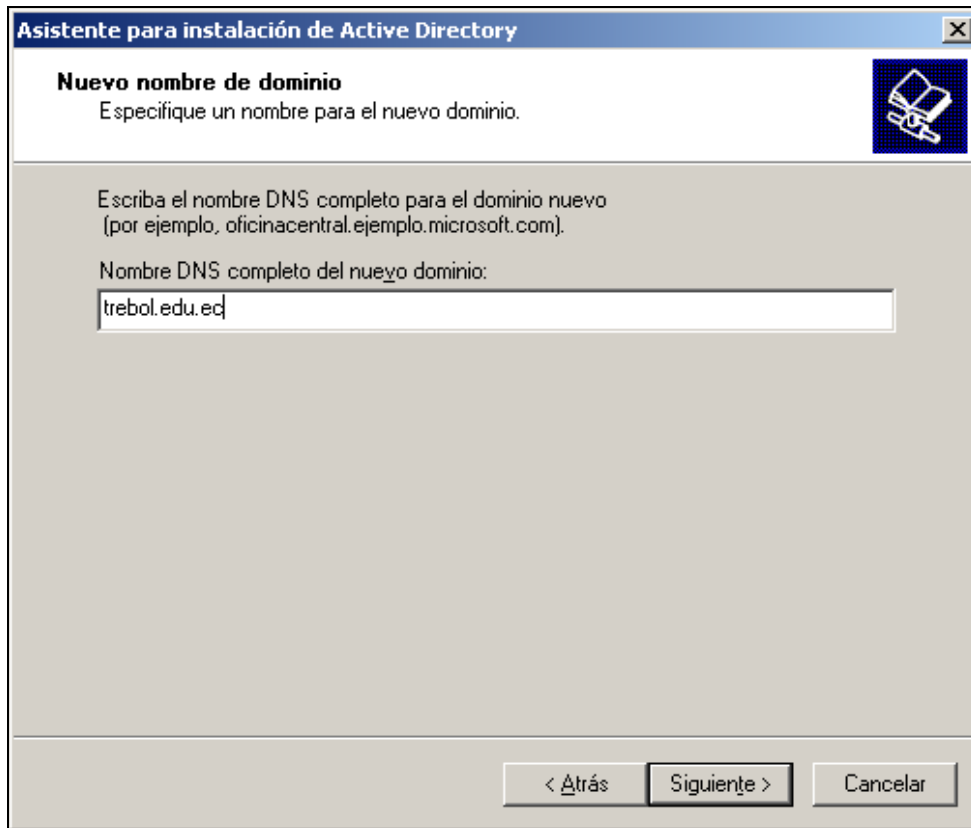 Asistente para instalación de Active Directory
Nuevo nombre de dominio
Especifique un nombre para el nuevo dominio.
Escriba el nombre DNS completo para el dominio nuevo
(por ejemplo, oficinacentral.ejemplo.microsoft.com).
Nombre DNS completo del nuevo dominio:
trebol.edu.ec
< Atrás Siguiente > Cancelar